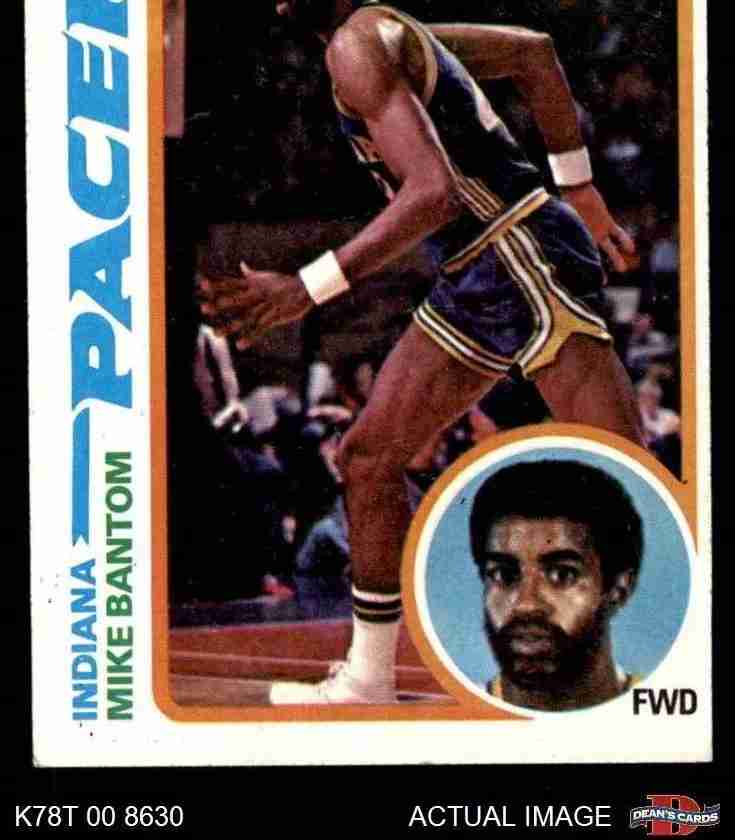 INDIANA
PACE
MIKE BANTOM
FWD
K78T 00 8630
ACTUAL IMAGE
DEAN'S CARDS